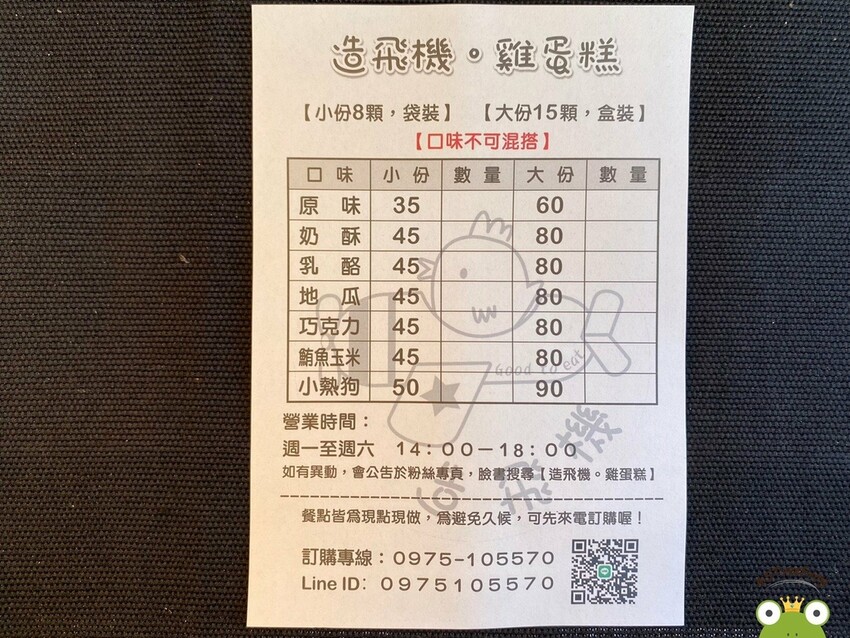 造飛機。雞蛋糕
【小份8顆，袋裝】 【大份15顆，盒裝】
【口味不可混搭】
口味 小份 數量 大份 數量
原味 35 60
奶酥 45 80
乳酪 45 80
地瓜 45 80
巧克力 45 80
鮪魚玉米 45 80
小熱狗 50 90
Good to eat
造飛機
營業時間：
週一至週六 14：00－18：00
如有異動，會公告於粉絲專頁，臉書搜尋【造飛機。雞蛋糕】
餐點皆為現點現做，為避免久候，可先來電訂購喔！
訂購專線：0975-105570
Line ID: 0975105570